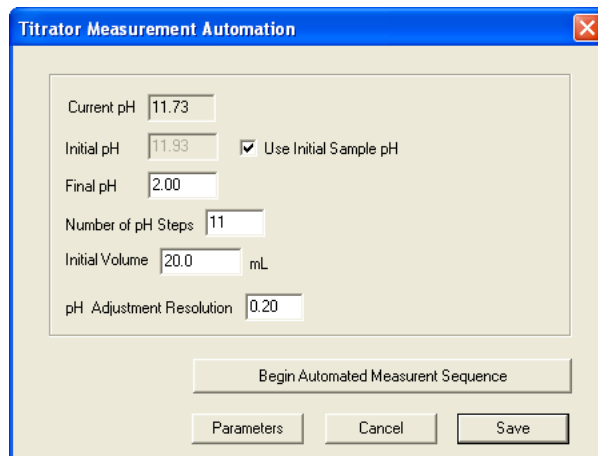 Titrator Measurement Automation
Current pH 11.73
Initial pH 11.93 Use Initial Sample pH
Final pH 2.00
Number of pH Steps 11
Initial Volume 20.0 mL
pH Adjustment Resolution 0.20
Begin Automated Measurent Sequence
Parameters Cancel Save